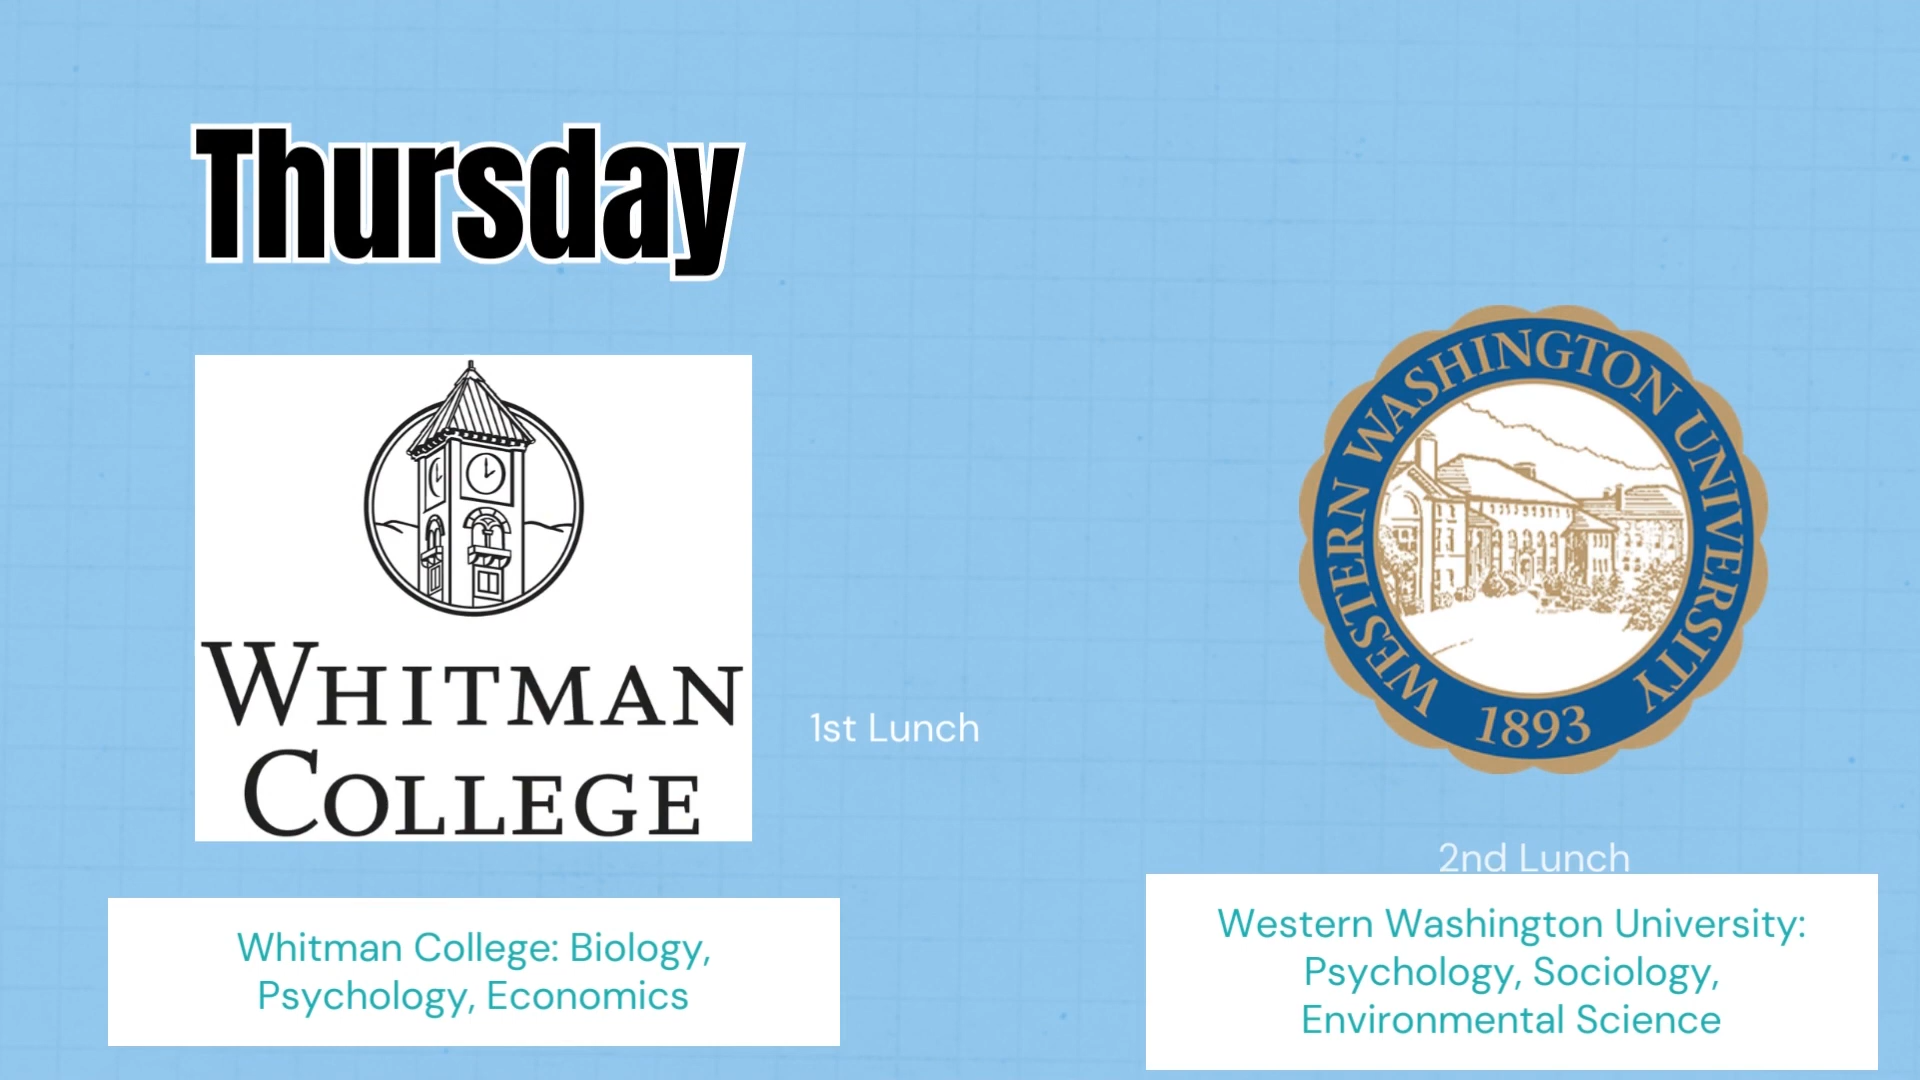 Thursday
WHITMAN
COLLEGE
1st Lunch
Whitman College: Biology,
Psychology, Economics
WESTERN WASHINGTON UNIVERSITY
1893
2nd Lunch
Western Washington University:
Psychology, Sociology,
Environmental Science